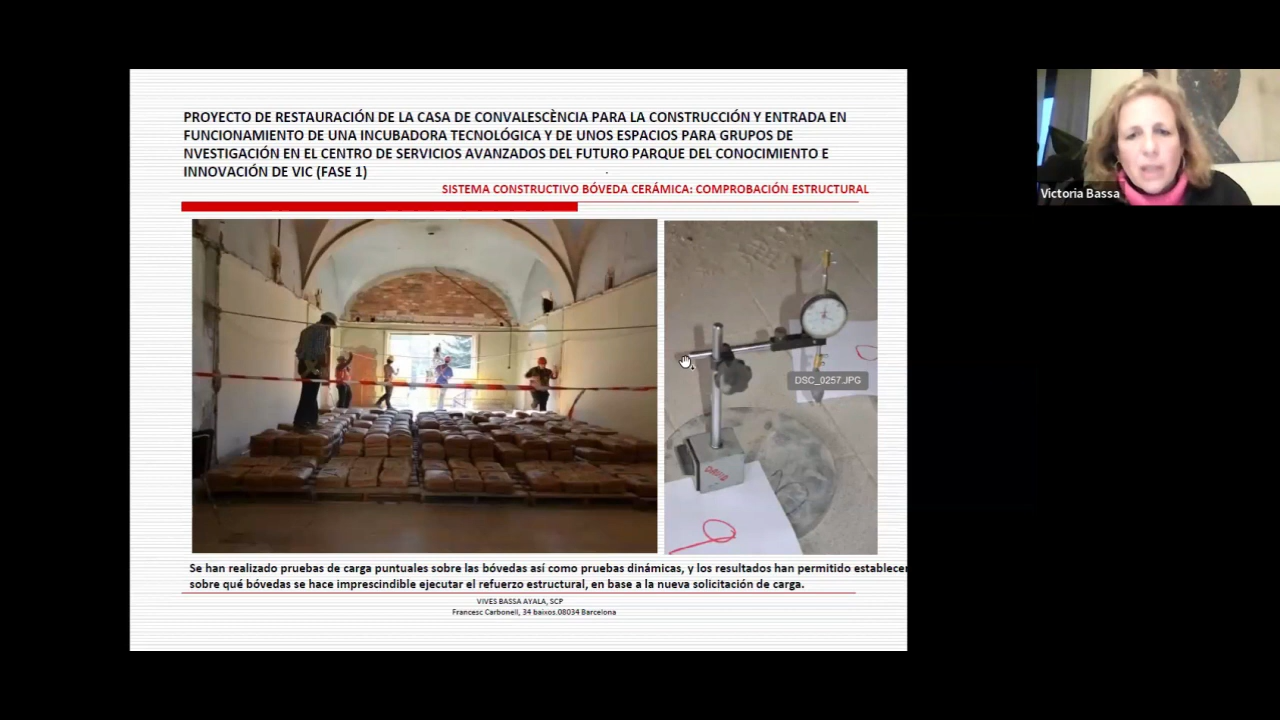 PROYECTO DE RESTAURACIÓN DE LA CASA DE CONVALESCÈNCIA PARA LA CONSTRUCCIÓN Y ENTRADA EN
FUNCIONAMIENTO DE UNA INCUBADORA TECNOLÓGICA Y DE UNOS ESPACIOS PARA GRUPOS DE
NVESTIGACIÓN EN EL CENTRO DE SERVICIOS AVANZADOS DEL FUTURO PARQUE DEL CONOCIMIENTO E
INNOVACIÓN DE VIC (FASE 1)
SISTEMA CONSTRUCTIVO BÓVEDA CERÁMICA: COMPROBACIÓN ESTRUCTURAL
Victoria Bassa
DSC_0257.JPG
Se han realizado pruebas de carga puntuales sobre las bóvedas así como pruebas dinámicas, y los resultados han permitido establecer
sobre qué bóvedas se hace imprescindible ejecutar el refuerzo estructural, en base a la nueva solicitación de carga.
VIVES BASSA AYALA, SCP
Francesc Carbonell, 34 baixos.08034 Barcelona